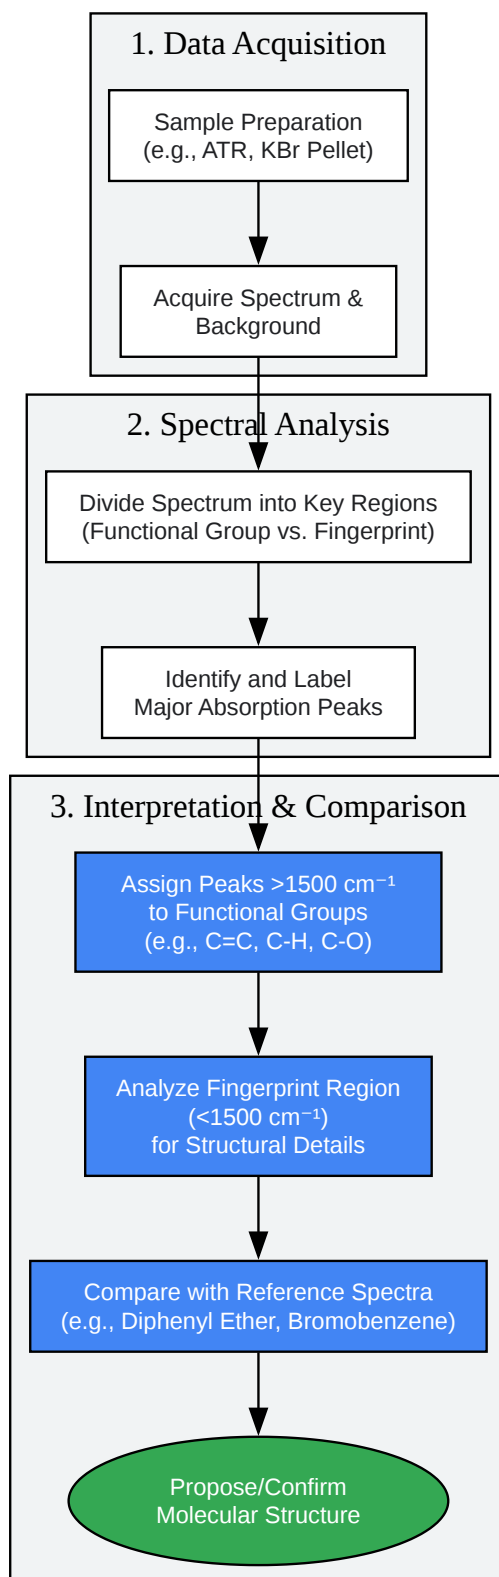 1. Data Acquisition
Sample Preparation
(e.g., ATR, KBr Pellet)
Acquire Spectrum &
Background
2. Spectral Analysis
Divide Spectrum into Key Regions
(Functional Group vs. Fingerprint)
Identify and Label
Major Absorption Peaks
3. Interpretation & Comparison
Assign Peaks >1500 cm⁻¹
to Functional Groups
(e.g., C=C, C-H, C-O)
Analyze Fingerprint Region
(<1500 cm⁻¹)
for Structural Details
Compare with Reference Spectra
(e.g., Diphenyl Ether, Bromobenzene)
Propose/Confirm
Molecular Structure